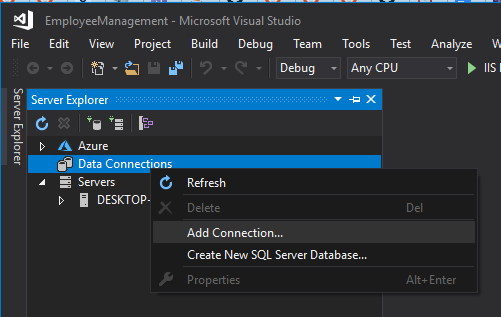 EmployeeManagement - Microsoft Visual Studio
File Edit View Project Build Debug Team Tools Test Analyze
Debug Any CPU IIS
Server Explorer
Server Explorer
Azure
Data Connections
Servers
DESKTOP-
Refresh
Delete Del
Add Connection...
Create New SQL Server Database...
Properties Alt+Enter